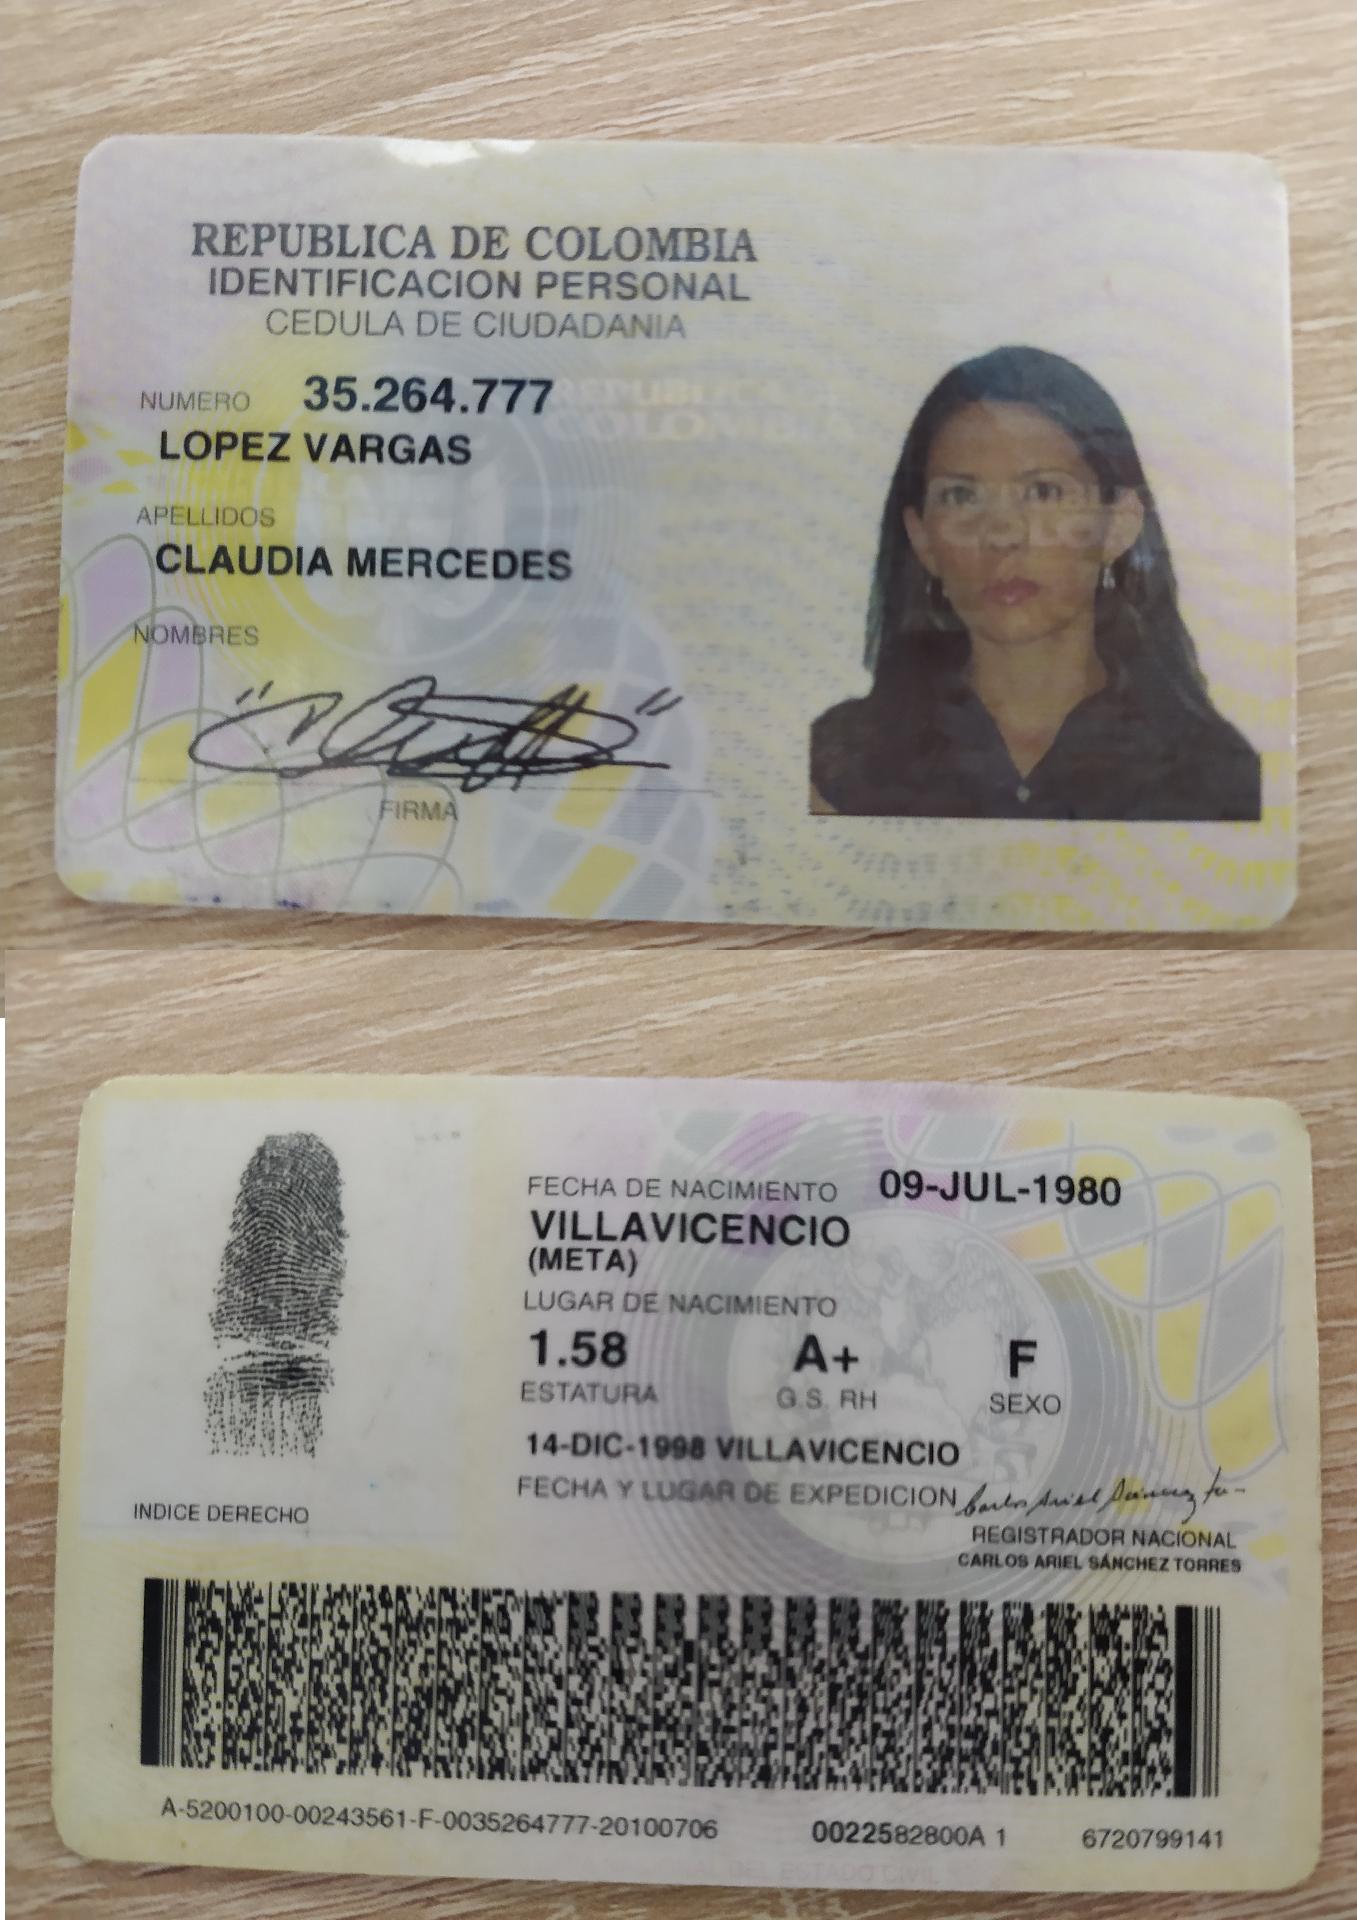 REPUBLICA DE COLOMBIA
IDENTIFICACION PERSONAL
CEDULA DE CIUDADANIA
NUMERO 35.264.777
LOPEZ VARGAS
APELLIDOS
CLAUDIA MERCEDES
NOMBRES
FIRMA
REPUBLICA DE
COLOMBIA
FECHA DE NACIMIENTO 09-JUL-1980
VILLAVICENCIO
(META)
LUGAR DE NACIMIENTO
1.58 A+ F
ESTATURA G.S. RH SEXO
14-DIC-1998 VILLAVICENCIO
FECHA Y LUGAR DE EXPEDICION
INDICE DERECHO
REGISTRADOR NACIONAL
CARLOS ARIEL SÁNCHEZ TORRES
A-5200100-00243561-F-0035264777-20100706 0022582800A 1 6720799141